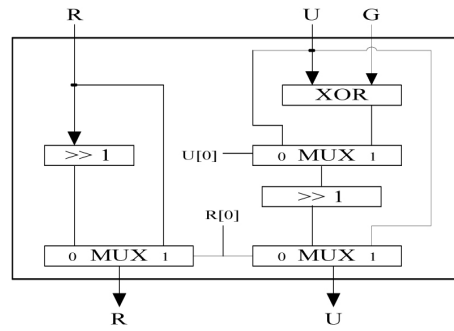 R U G
XOR
>> 1
U[0] 0 MUX 1
>> 1
R[0]
0 MUX 1 0 MUX 1
R U